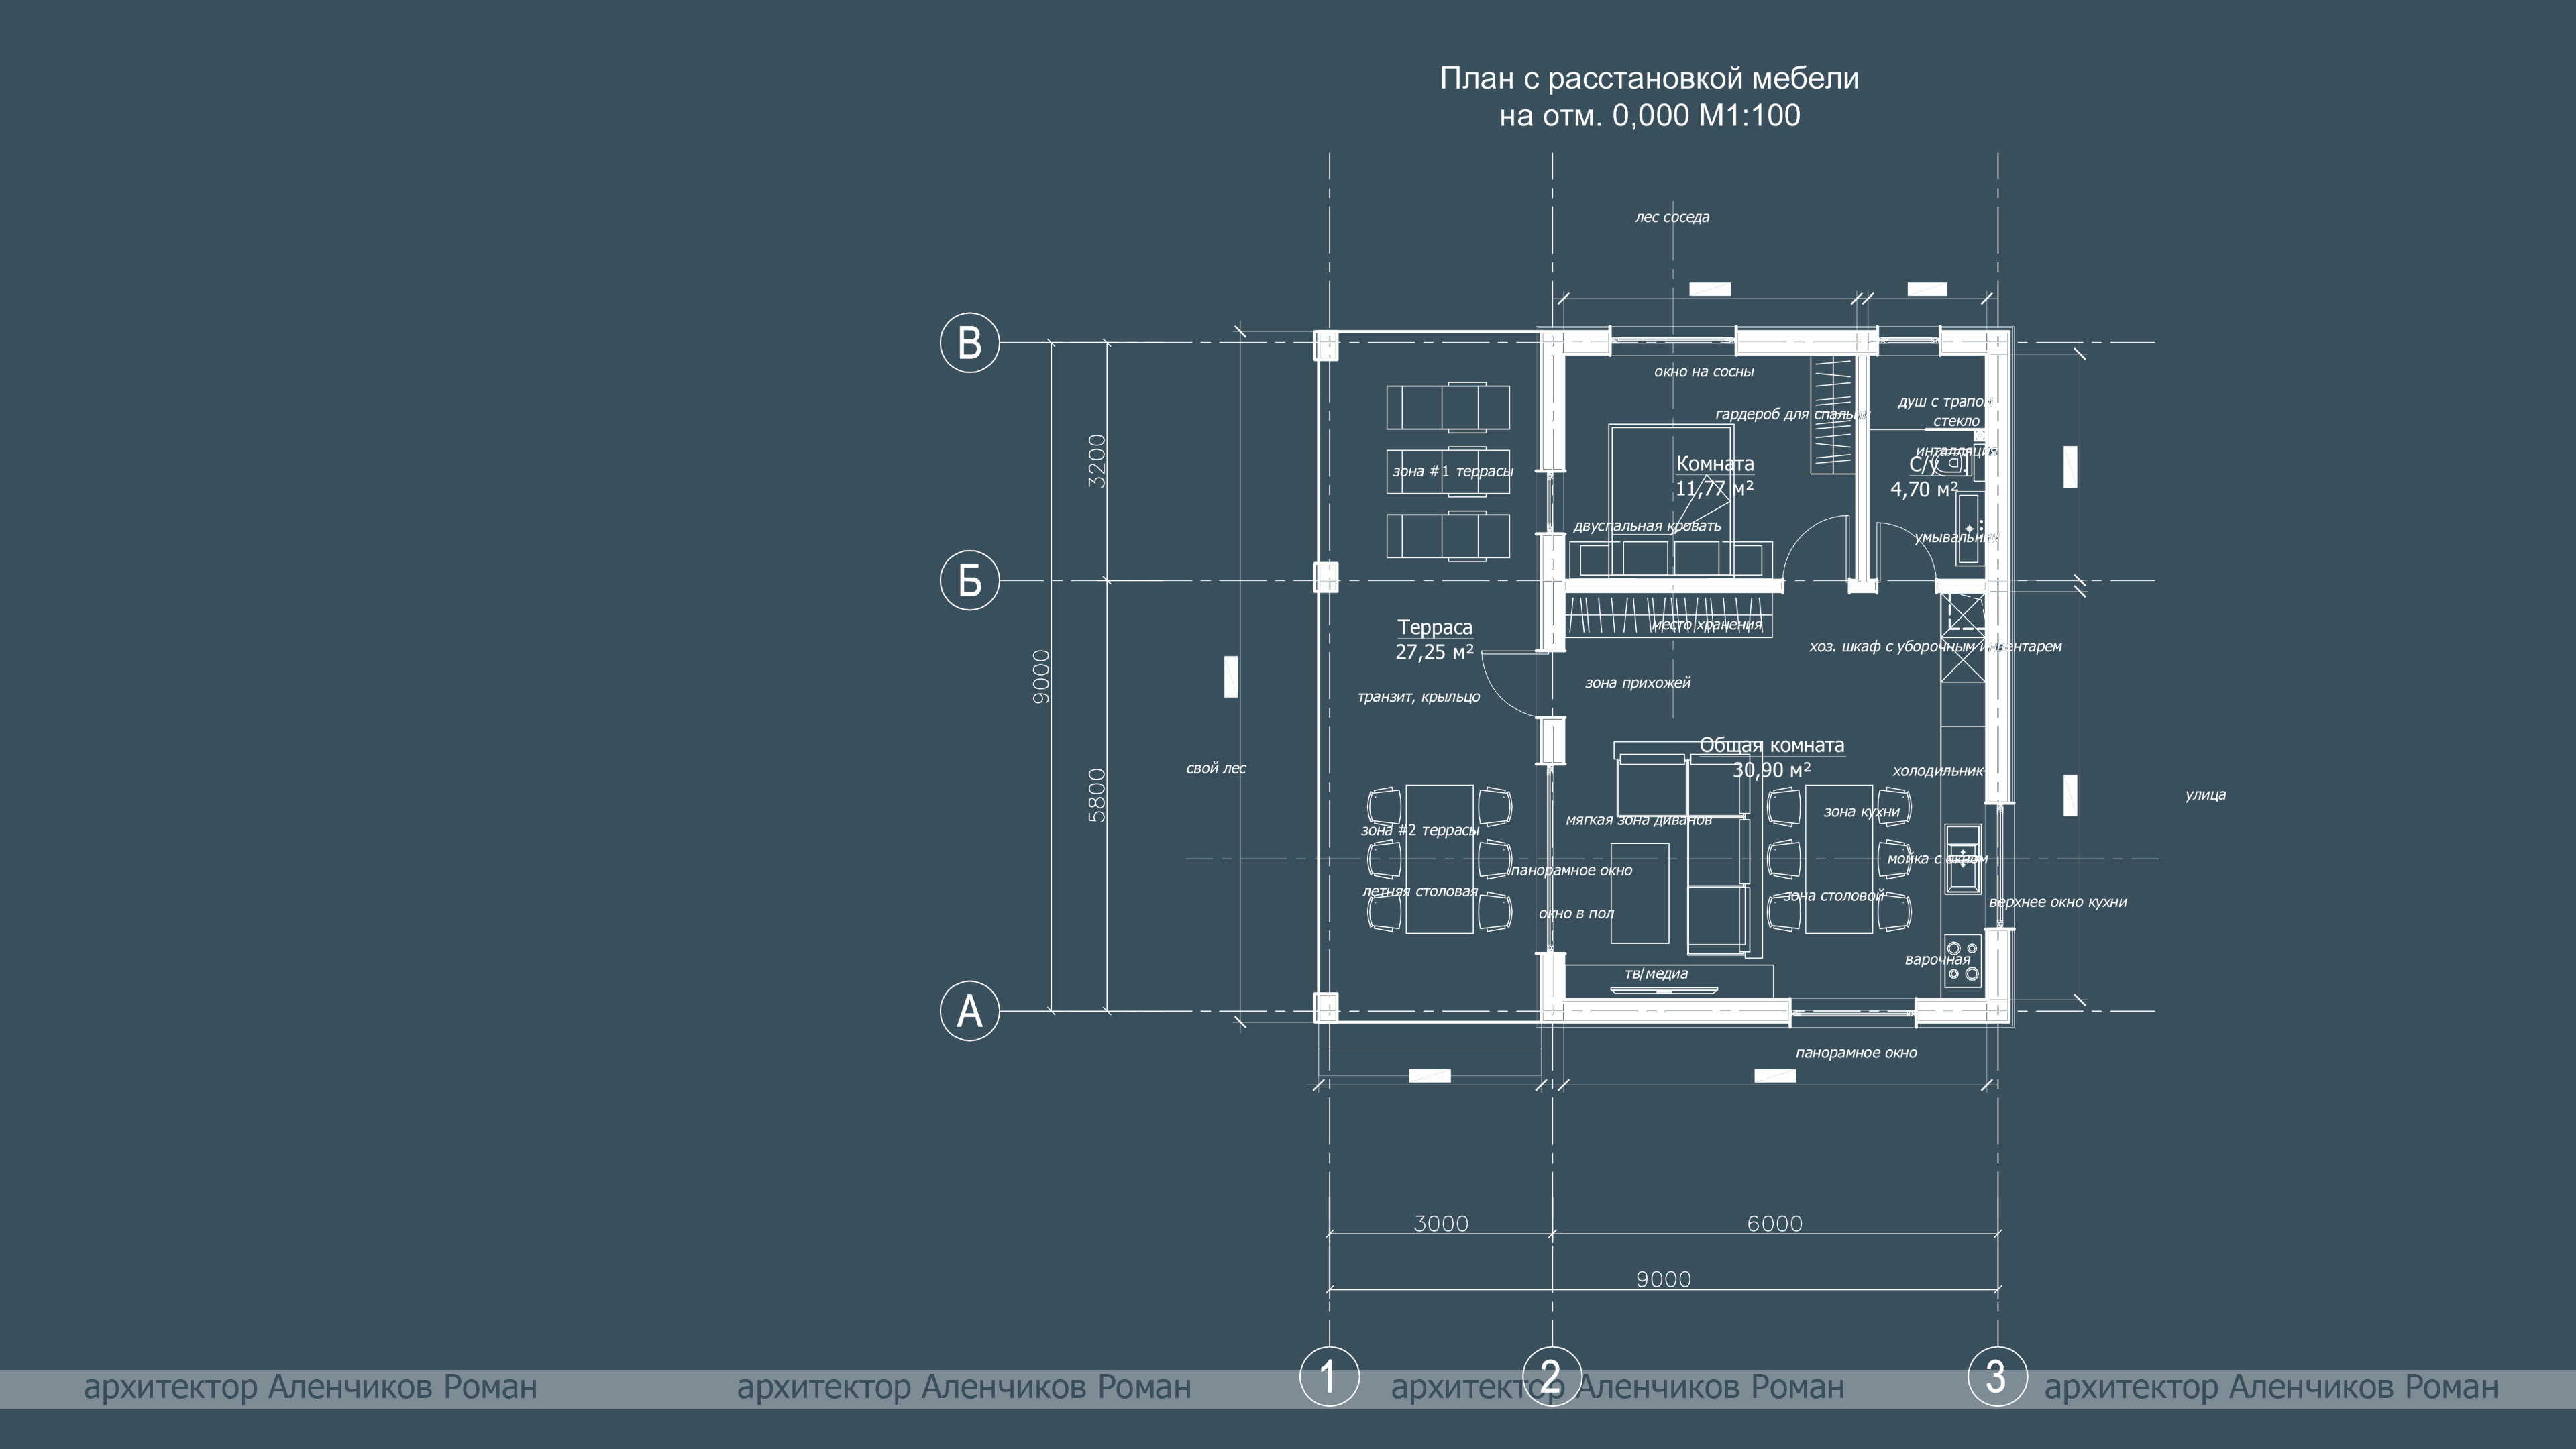 План с расстановкой мебели
на отм. 0,000 М1:100
лес соседа
В
окно на сосны
душ с трапом
гардероб для спальни
стекло
3200
инталляция
зона #1 террасы
Комната
11,77 м²
С/у
4,70 м²
двуспальная кровать
умывальник
Б
Терраса
27,25 м²
место хранения
хоз. шкаф с уборочным инвентарем
9000
зона прихожей
транзит, крыльцо
Общая комната
30,90 м²
свой лес
холодильник
5800
улица
зона кухни
мягкая зона диванов
зона #2 террасы
мойка с окном
панорамное окно
летняя столовая
зона столовой
верхнее окно кухни
окно в пол
варочная
тв/медиа
А
панорамное окно
3000
6000
9000
1
2
3
архитектор Аленчиков Роман
архитектор Аленчиков Роман
архитектор Аленчиков Роман
архитектор Аленчиков Роман